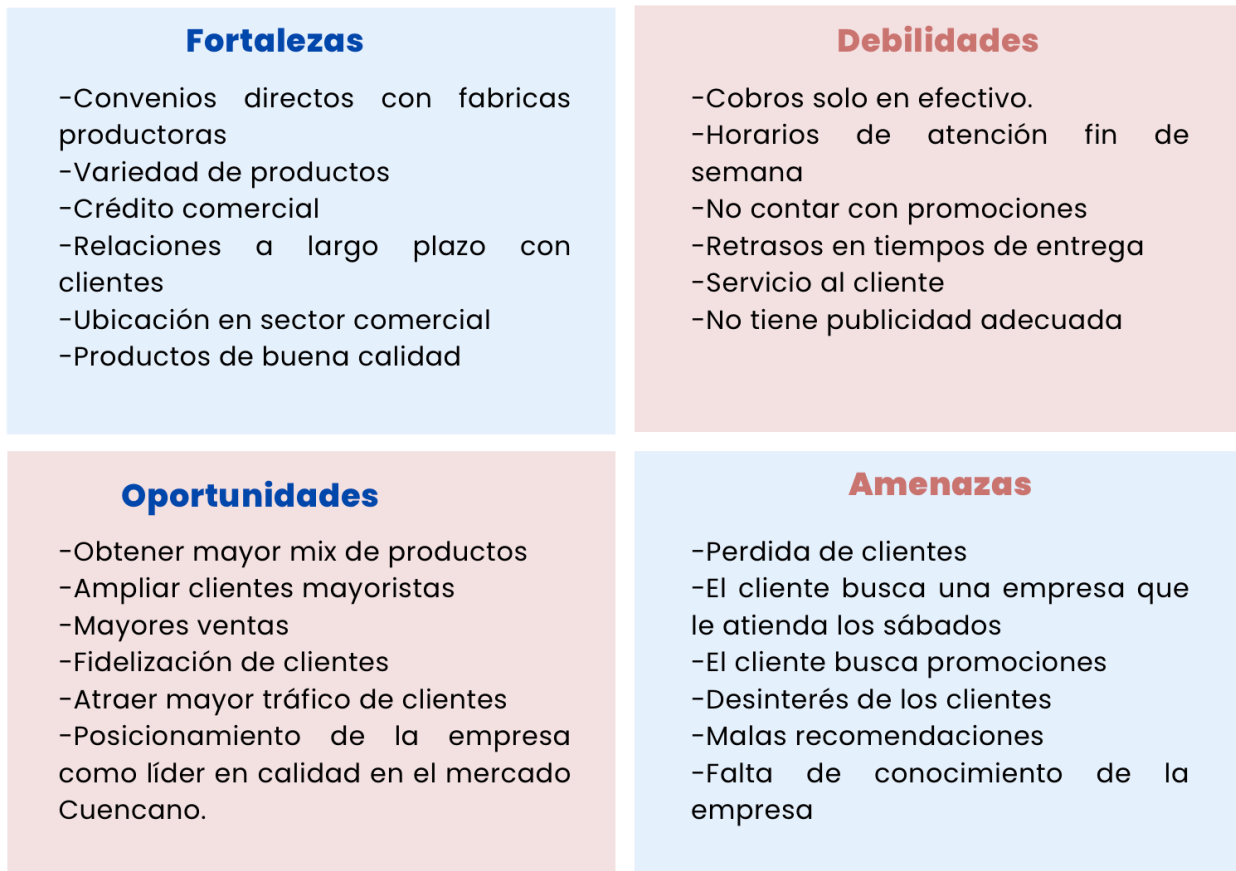 Fortalezas
-Convenios directos con fabricas
productoras
-Variedad de productos
-Crédito comercial
-Relaciones a largo plazo con
clientes
-Ubicación en sector comercial
-Productos de buena calidad
Debilidades
-Cobros solo en efectivo.
-Horarios de atención fin de
semana
-No contar con promociones
-Retrasos en tiempos de entrega
-Servicio al cliente
-No tiene publicidad adecuada
Oportunidades
-Obtener mayor mix de productos
-Ampliar clientes mayoristas
-Mayores ventas
-Fidelización de clientes
-Atraer mayor tráfico de clientes
-Posicionamiento de la empresa
como líder en calidad en el mercado
Cuencano.
Amenazas
-Perdida de clientes
-El cliente busca una empresa que
le atienda los sábados
-El cliente busca promociones
-Desinterés de los clientes
-Malas recomendaciones
-Falta de conocimiento de la
empresa